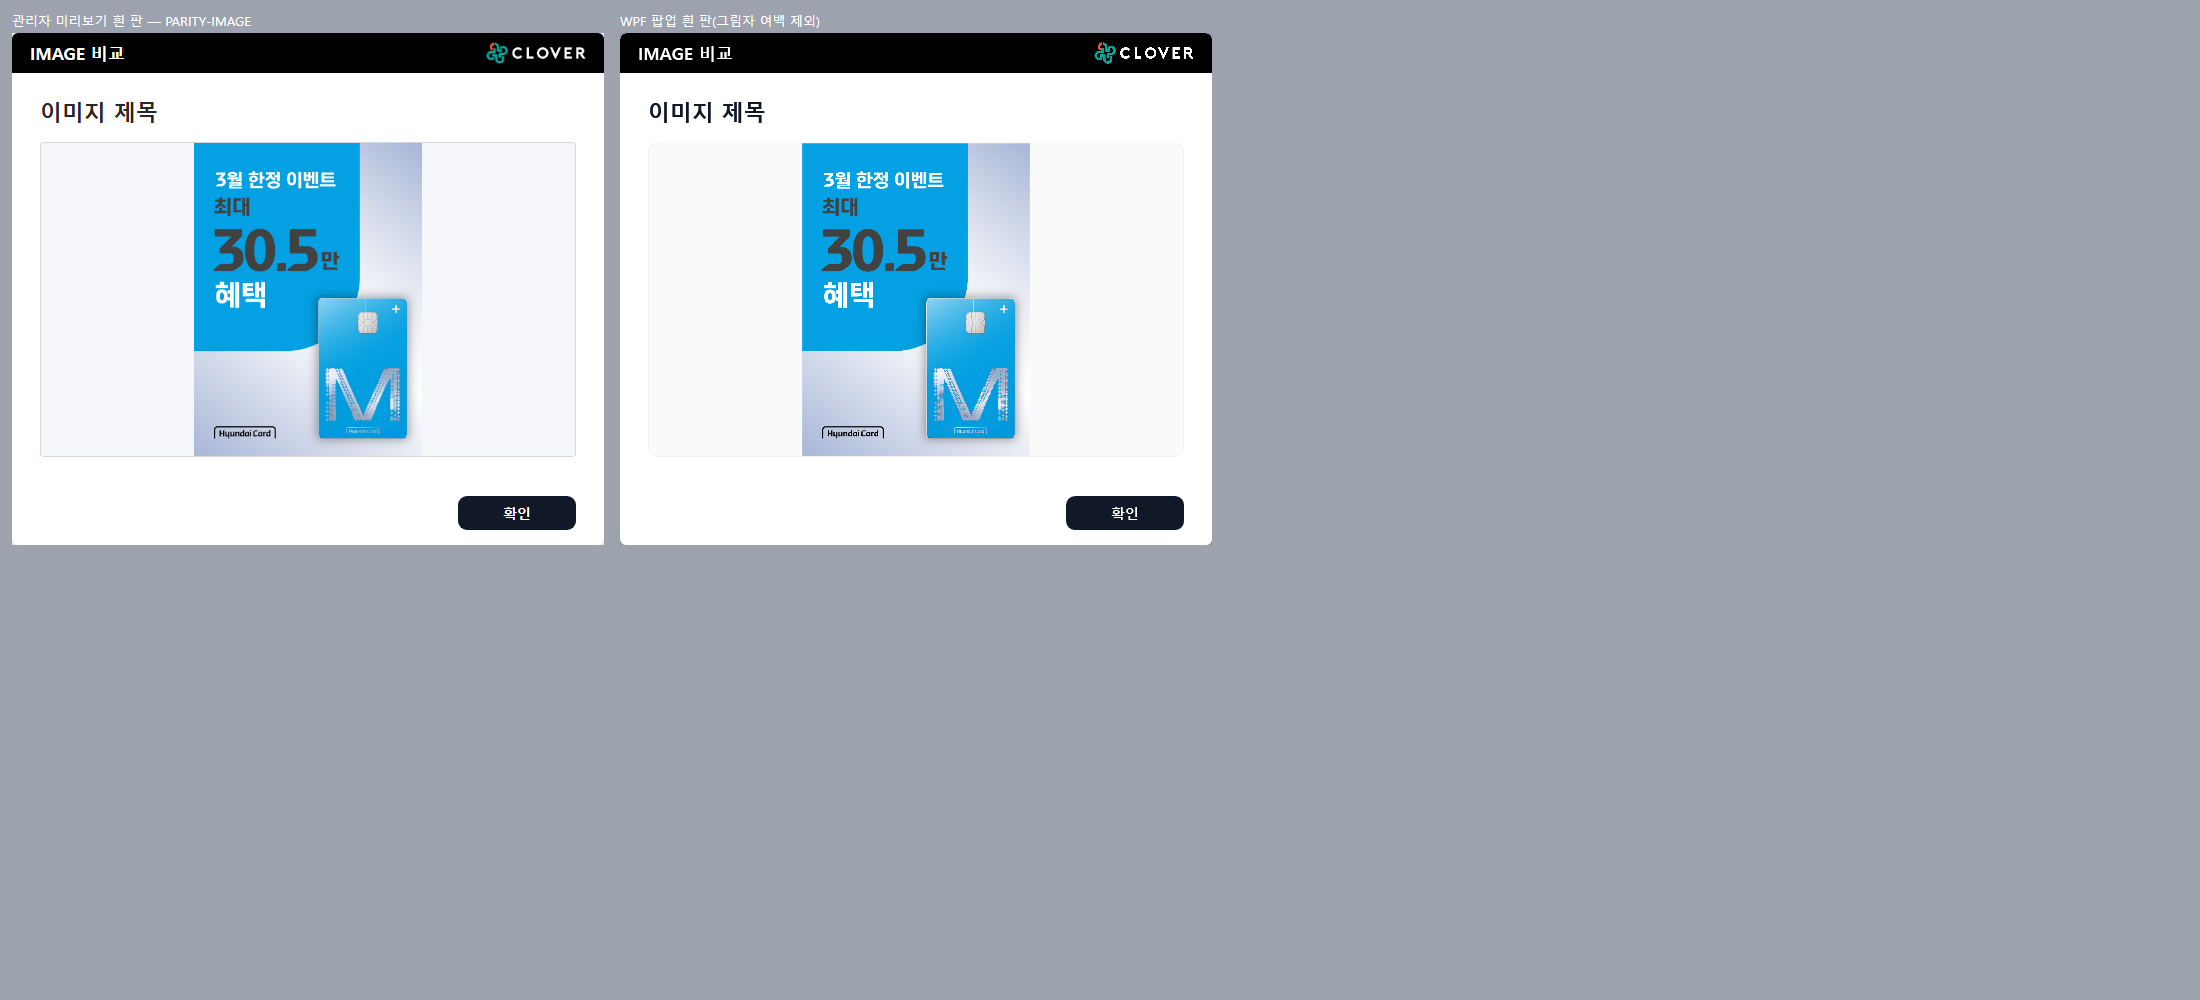 관리자 미리보기 흰 판 — PARITY-IMAGE
IMAGE 비교
CLOVER
이미지 제목
3월 한정 이벤트
최대
30.5만
혜택
Hyundai Card
Hyundai Card
확인
WPF 팝업 흰 판(그림자 여백 제외)
IMAGE 비교
CLOVER
이미지 제목
3월 한정 이벤트
최대
30.5만
혜택
Hyundai Card
Hyundai Card
확인